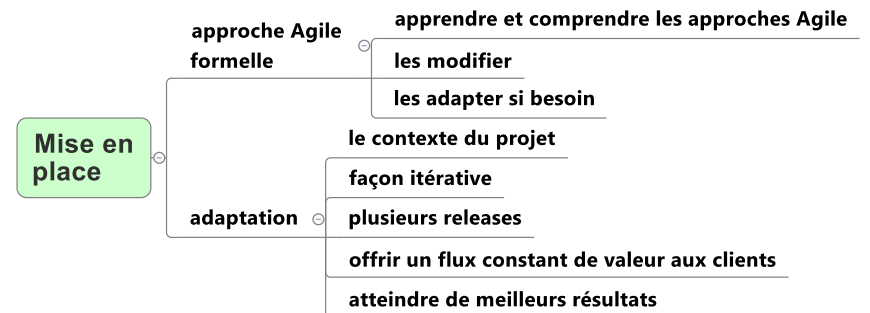 Mise en
place
approche Agile
formelle
apprendre et comprendre les approches Agile
les modifier
les adapter si besoin
adaptation
le contexte du projet
façon itérative
plusieurs releases
offrir un flux constant de valeur aux clients
atteindre de meilleurs résultats